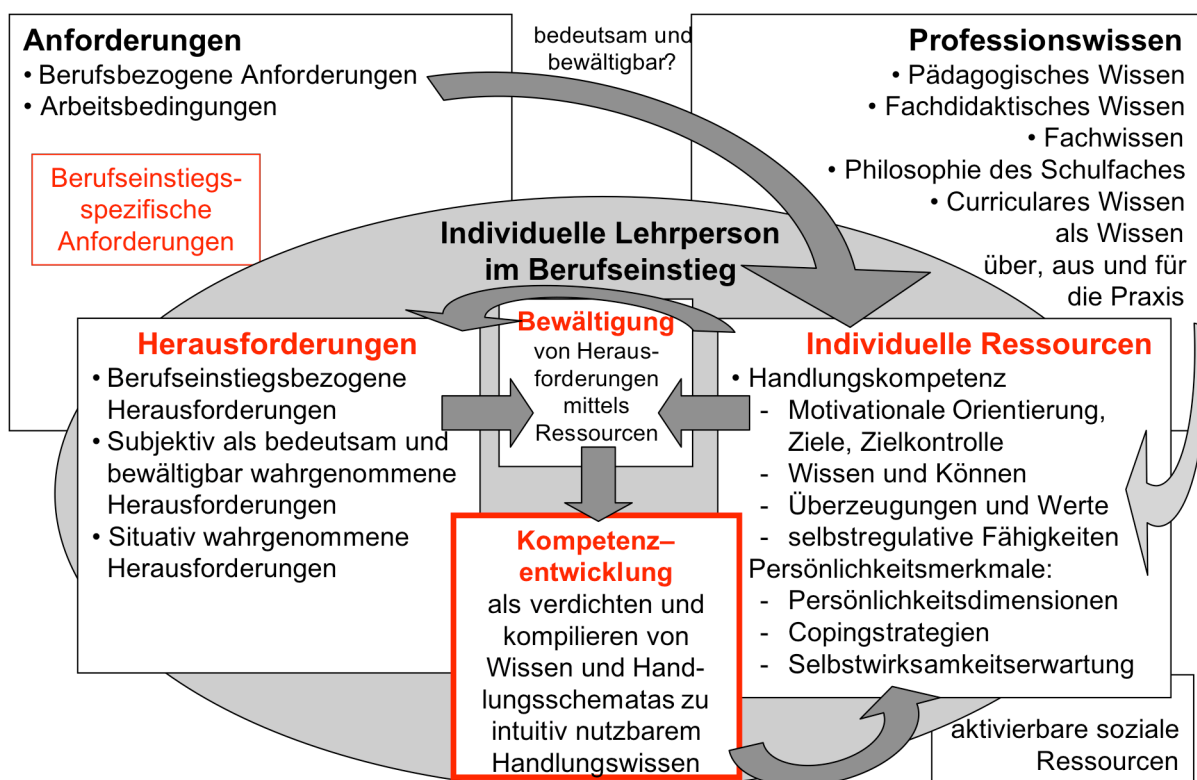 Anforderungen
• Berufsbezogene Anforderungen
• Arbeitsbedingungen
Berufseinstiegs-
spezifische
Anforderungen
bedeutsam und
bewältigbar?
Professionswissen
• Pädagogisches Wissen
• Fachdidaktisches Wissen
• Fachwissen
• Philosophie des Schulfaches
• Curriculares Wissen
als Wissen
über, aus und für
die Praxis
Individuelle Lehrperson
im Berufseinstieg
Herausforderungen
• Berufseinstiegsbezogene
Herausforderungen
• Subjektiv als bedeutsam und
bewältigbar wahrgenommene
Herausforderungen
• Situativ wahrgenommene
Herausforderungen
Bewältigung
von Heraus-
forderungen
mittels
Ressourcen
Individuelle Ressourcen
• Handlungskompetenz
- Motivationale Orientierung,
Ziele, Zielkontrolle
- Wissen und Können
- Überzeugungen und Werte
- selbstregulative Fähigkeiten
Persönlichkeitsmerkmale:
- Persönlichkeitsdimensionen
- Copingstrategien
- Selbstwirksamkeitserwartung
Kompetenz–
entwicklung
als verdichten und
kompilieren von
Wissen und Hand-
lungsschematas zu
intuitiv nutzbarem
Handlungswissen
aktivierbare soziale
Ressourcen